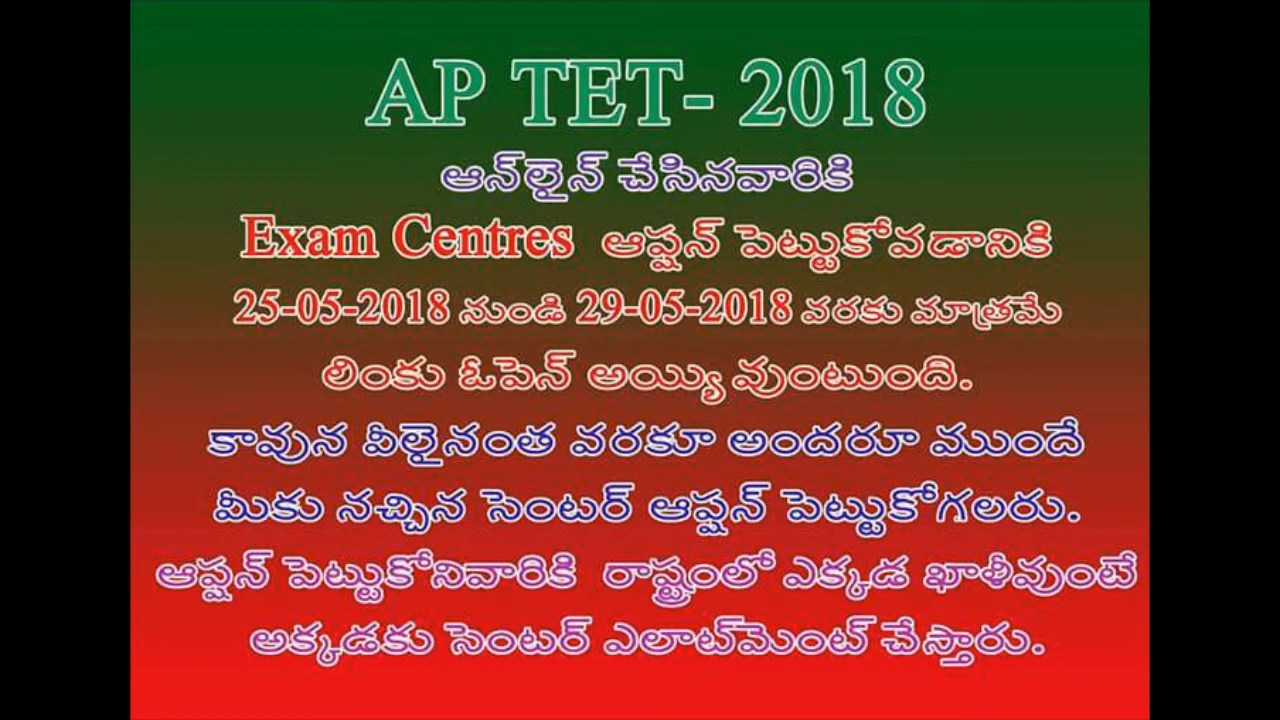 AP TET- 2018
ఆన్‌లైన్ చేసినవారికి
Exam Centres ఆప్షన్ పెట్టుకోవడానికి
25-05-2018 నుండి 29-05-2018 వరకు మాత్రమే
లింకు ఓపెన్ అయ్యి వుంటుంది.
కావున వీలైనంత వరకూ అందరూ ముందే
మీకు నచ్చిన సెంటర్ ఆప్షన్ పెట్టుకోగలరు.
ఆప్షన్ పెట్టుకోనివారికి రాష్ట్రంలో ఎక్కడ ఖాళీవుంటే
అక్కడకు సెంటర్ ఎలాట్‌మెంట్ చేస్తారు.